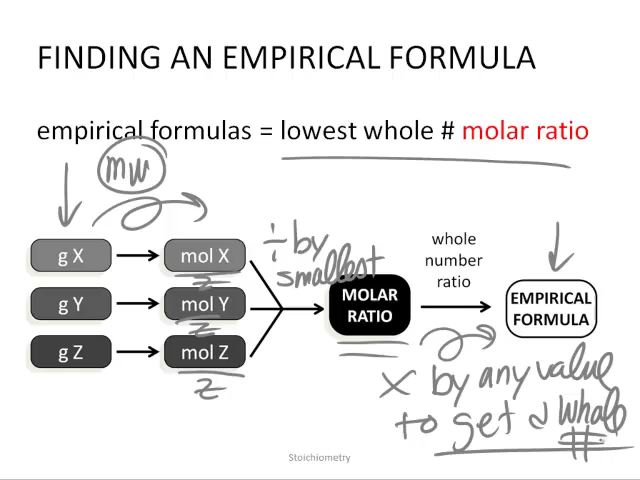 FINDING AN EMPIRICAL FORMULA
empirical formulas = lowest whole # molar ratio
mw
g X
mol X
z
g Y
mol Y
z
g Z
mol Z
z
÷ by
smallest
MOLAR
RATIO
whole
number
ratio
EMPIRICAL
FORMULA
X by any value
to get a whole
#
Stoichiometry